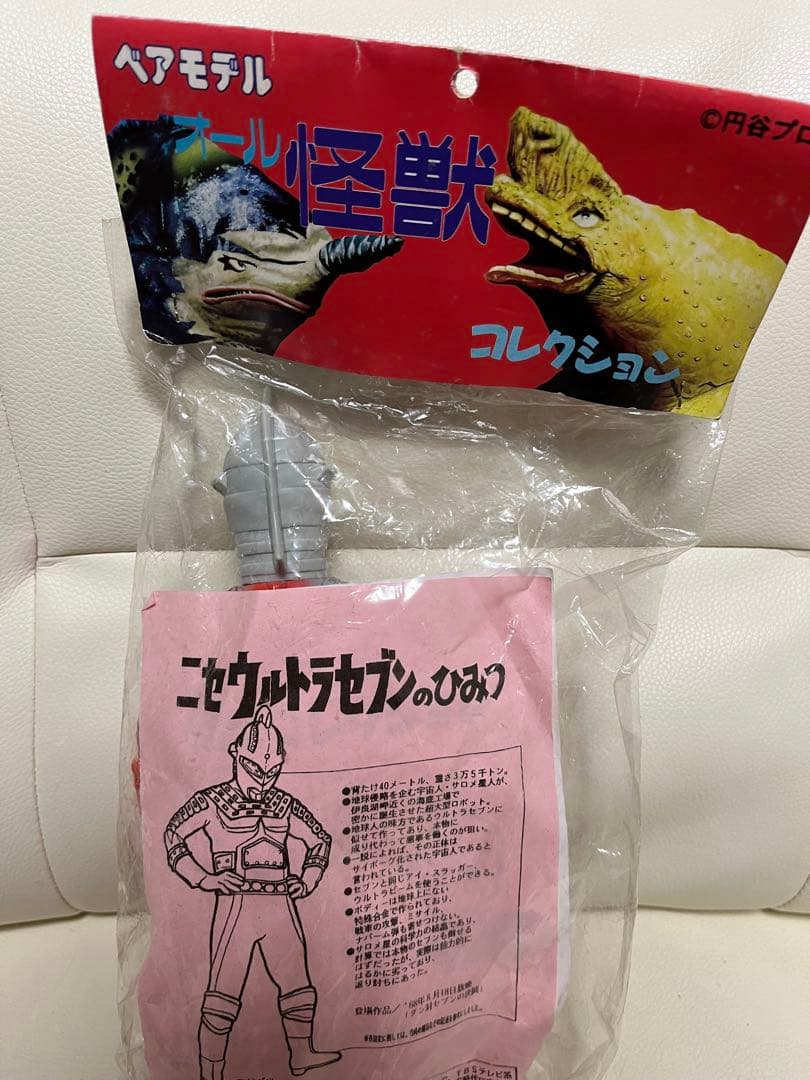 ベアモデル
オール
怪獣
コレクション
©円谷プロ
ニセウルトラセブンのひみつ
●背たけ40メートル、重さ3万5千トン。
●地球侵略を企む宇宙人・サロメ星人が、
伊良湖岬近くの海底工場で
密かに誕生させた超大型ロボット。
●地球人の味方であるウルトラセブンに
似せて作ってあり、本物に
成り代わって悪事を働くのが狙い。
●一説によれば、その正体は
サイボーグ化された宇宙人であると
言われている。
●セブンと同じアイ・スラッガー、
ウルトラビームを使うことができる。
●ボディーは地球上にない
特殊合金で作られており、
戦車の攻撃、ミサイル、
ナパーム弾も寄せつけない。
●サロメ星の科学力の結晶であり、
計算では本物のセブンも倒せる
はずだったが、実際は能力的に
はるかに劣っており、
返り討ちにあった。
登場作品/'68年8月18日放映
TBSテレビ系